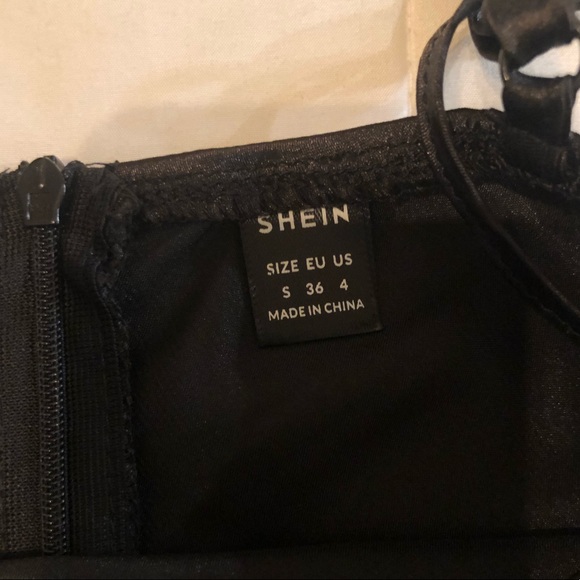 SHEIN
SIZE EU US
S 36 4
MADE IN CHINA